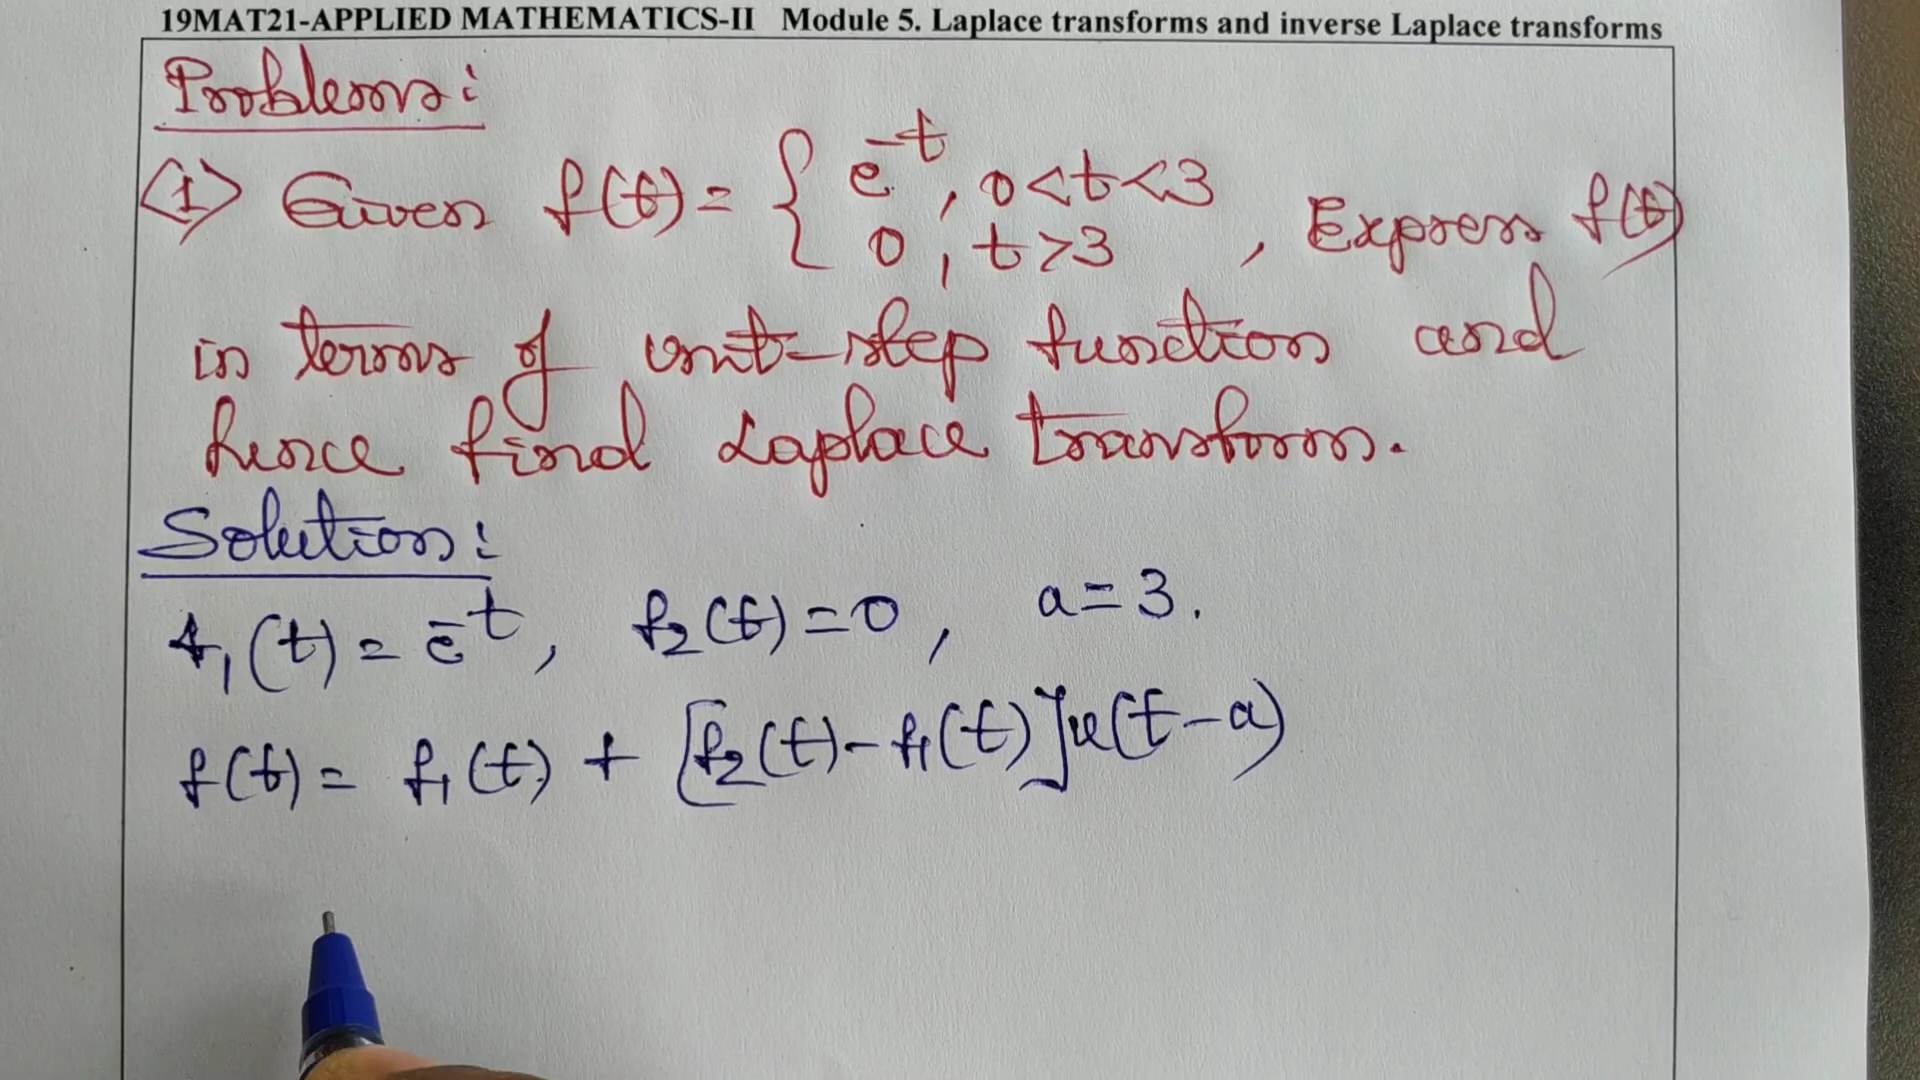 19MAT21-APPLIED MATHEMATICS-II Module 5. Laplace transforms and inverse Laplace transforms
Problems:
<1> Given f(t) = { e^-t, 0<t<3
0, t>3 , Express f(t)
in terms of unit-step function and
hence find Laplace transform.
Solution:
f₁(t) = e^-t, f₂(t) = 0, a = 3.
f(t) = f₁(t) + [f₂(t) - f₁(t)]u(t-a)